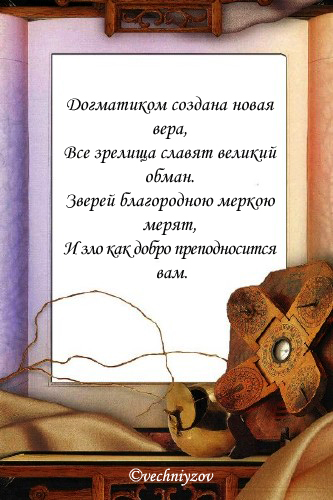 Догматиком создана новая
вера,
Все зрелища славят великий
обман.
Зверей благородною меркою
мерят,
И зло как добро преподносится
вам.
©vechniyzov